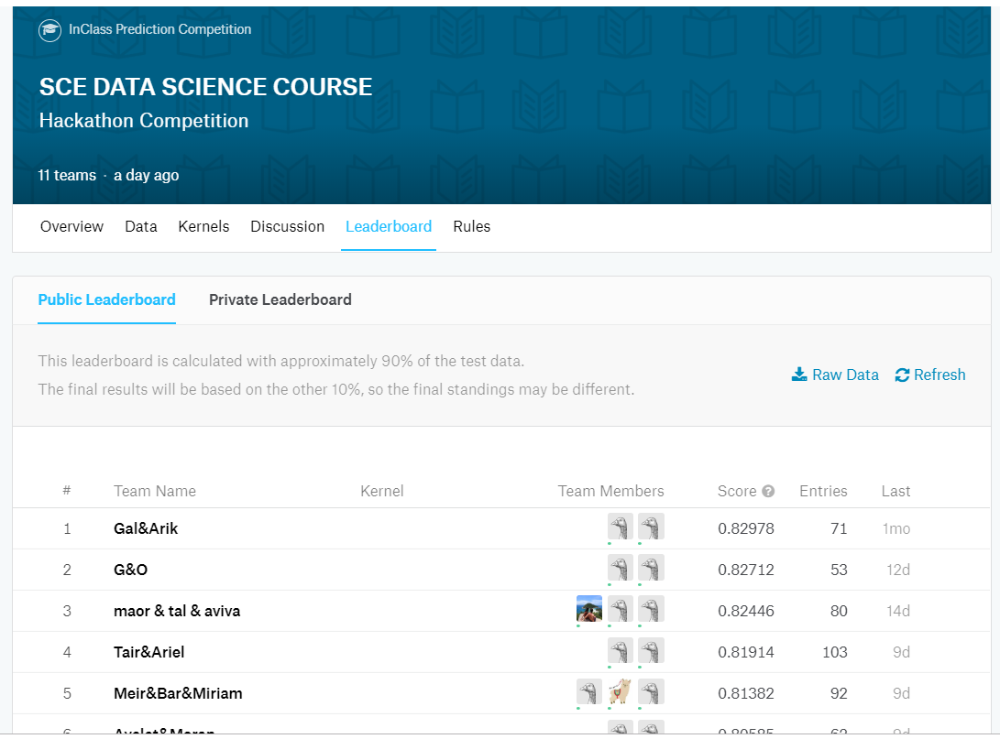 InClass Prediction Competition
SCE DATA SCIENCE COURSE
Hackathon Competition
11 teams · a day ago
Overview Data Kernels Discussion Leaderboard Rules
Public Leaderboard Private Leaderboard
This leaderboard is calculated with approximately 90% of the test data.
The final results will be based on the other 10%, so the final standings may be different.
Raw Data Refresh
# Team Name Kernel Team Members Score ? Entries Last
1 Gal&Arik 0.82978 71 1mo
2 G&O 0.82712 53 12d
3 maor & tal & aviva 0.82446 80 14d
4 Tair&Ariel 0.81914 103 9d
5 Meir&Bar&Miriam 0.81382 92 9d